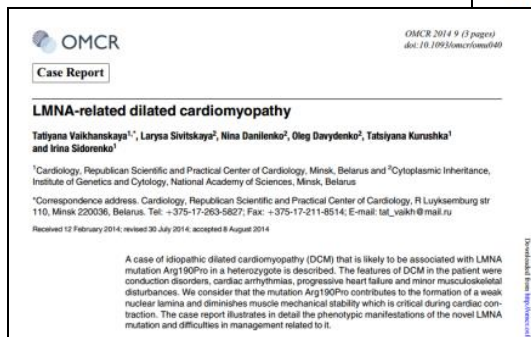 OMCR
OMCR 2014 9 (3 pages)
doi:10.1093/omcr/omu040
Case Report
LMNA-related dilated cardiomyopathy
Tatiyana Vaikhanskaya1,*, Larysa Sivitskaya2, Nina Danilenko2, Oleg Davydenko2, Tatsiyana Kurushka1
and Irina Sidorenko1
1Cardiology, Republican Scientific and Practical Center of Cardiology, Minsk, Belarus and 2Cytoplasmic Inheritance,
Institute of Genetics and Cytology, National Academy of Sciences, Minsk, Belarus
*Correspondence address. Cardiology, Republican Scientific and Practical Center of Cardiology, R Luyksemburg str
110, Minsk 220036, Belarus. Tel: +375-17-263-5827; Fax: +375-17-211-8514; E-mail: tat_vaikh@mail.ru
Received 12 February 2014; revised 30 July 2014; accepted 8 August 2014
A case of idiopathic dilated cardiomyopathy (DCM) that is likely to be associated with LMNA
mutation Arg190Pro in a heterozygote is described. The features of DCM in the patient were
conduction disorders, cardiac arrhythmias, progressive heart failure and minor musculoskeletal
disturbances. We consider that the mutation Arg190Pro contributes to the formation of a weak
nuclear lamina and diminishes muscle mechanical stability which is critical during cardiac con-
traction. The case report illustrates in detail the phenotypic manifestations of the novel LMNA
mutation and difficulties in management related to it.
Downloaded from